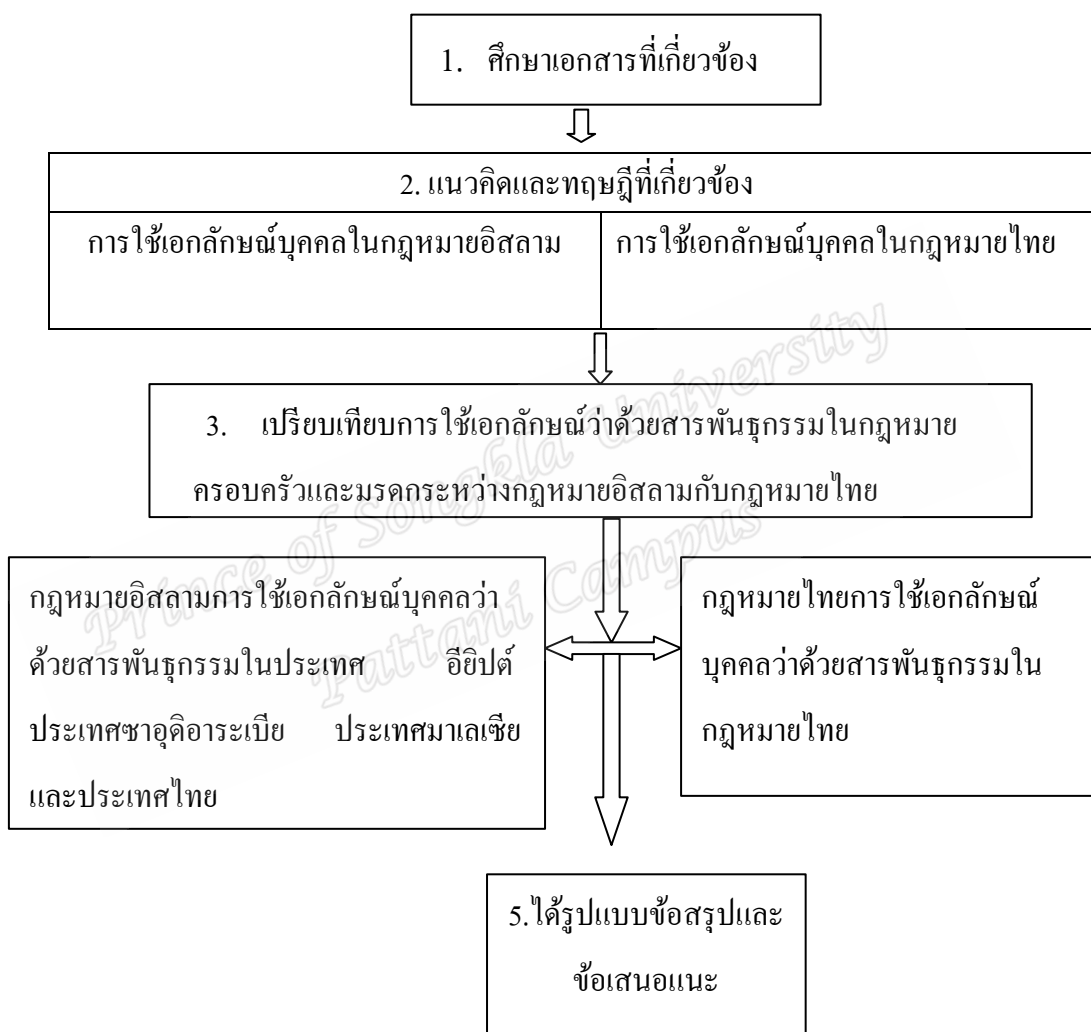 1. ศึกษาเอกสารที่เกี่ยวข้อง
2. แนวคิดและทฤษฎีที่เกี่ยวข้อง
การใช้เอกลักษณ์บุคคลในกฎหมายอิสลาม
การใช้เอกลักษณ์บุคคลในกฎหมายไทย
3. เปรียบเทียบการใช้เอกลักษณ์ว่าด้วยสารพันธุกรรมในกฎหมาย
ครอบครัวและมรดกระหว่างกฎหมายอิสลามกับกฎหมายไทย
กฎหมายอิสลามการใช้เอกลักษณ์บุคคลว่า
ด้วยสารพันธุกรรมในประเทศ อียิปต์
ประเทศซาอุดิอาระเบีย ประเทศมาเลเซีย
และประเทศไทย
กฎหมายไทยการใช้เอกลักษณ์
บุคคลว่าด้วยสารพันธุกรรมใน
กฎหมายไทย
5.ได้รูปแบบข้อสรุปและ
ข้อเสนอแนะ
Prince of Songkla University
Pattani Campus